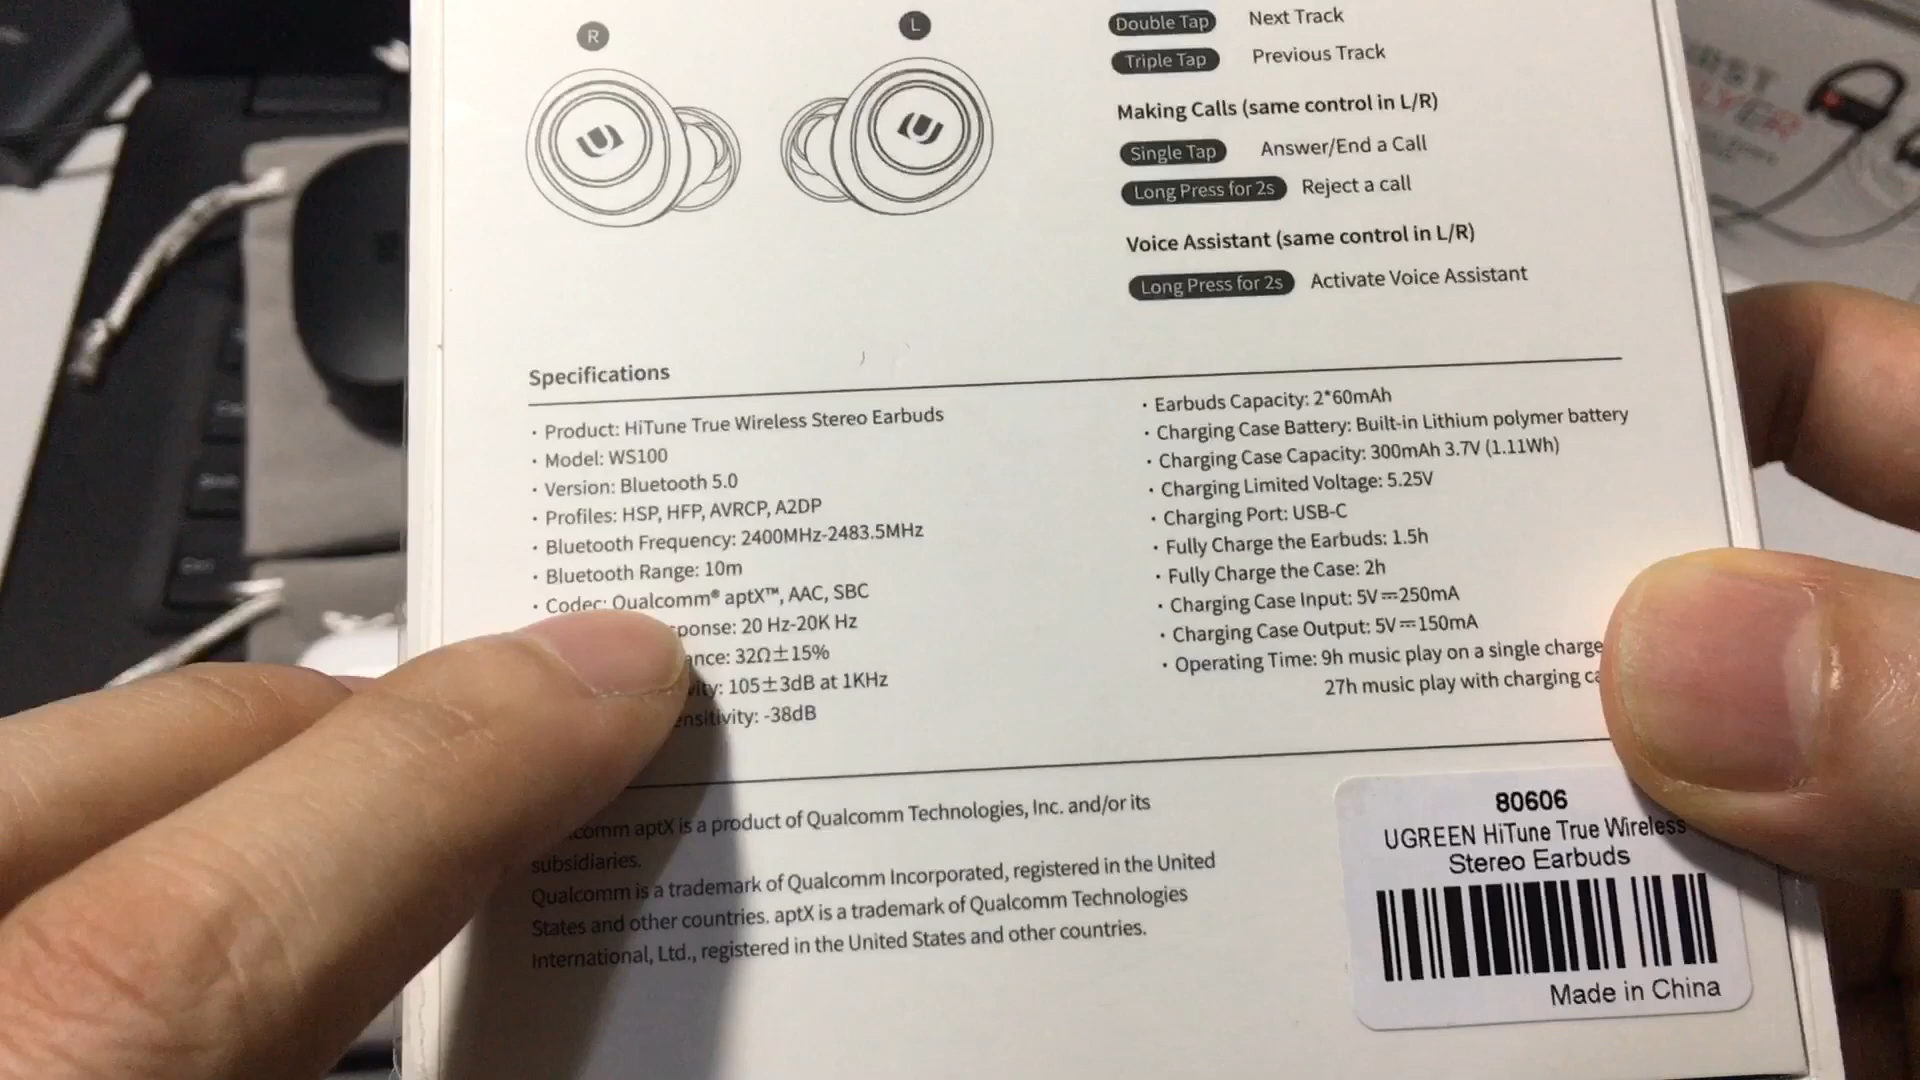 R
L
Double Tap Next Track
Triple Tap Previous Track
Making Calls (same control in L/R)
Single Tap Answer/End a Call
Long Press for 2s Reject a call
Voice Assistant (same control in L/R)
Long Press for 2s Activate Voice Assistant
Specifications
· Product: HiTune True Wireless Stereo Earbuds
· Model: WS100
· Version: Bluetooth 5.0
· Profiles: HSP, HFP, AVRCP, A2DP
· Bluetooth Frequency: 2400MHz-2483.5MHz
· Bluetooth Range: 10m
· Codec: Qualcomm® aptX™, AAC, SBC
ponse: 20 Hz-20K Hz
ance: 32Ω±15%
vity: 105±3dB at 1KHz
ensitivity: -38dB
· Earbuds Capacity: 2*60mAh
· Charging Case Battery: Built-in Lithium polymer battery
· Charging Case Capacity: 300mAh 3.7V (1.11Wh)
· Charging Limited Voltage: 5.25V
· Charging Port: USB-C
· Fully Charge the Earbuds: 1.5h
· Fully Charge the Case: 2h
· Charging Case Input: 5V⎓250mA
· Charging Case Output: 5V⎓150mA
· Operating Time: 9h music play on a single charge
27h music play with charging ca
comm aptX is a product of Qualcomm Technologies, Inc. and/or its
subsidiaries.
Qualcomm is a trademark of Qualcomm Incorporated, registered in the United
States and other countries. aptX is a trademark of Qualcomm Technologies
International, Ltd., registered in the United States and other countries.
80606
UGREEN HiTune True Wireless
Stereo Earbuds
Made in China